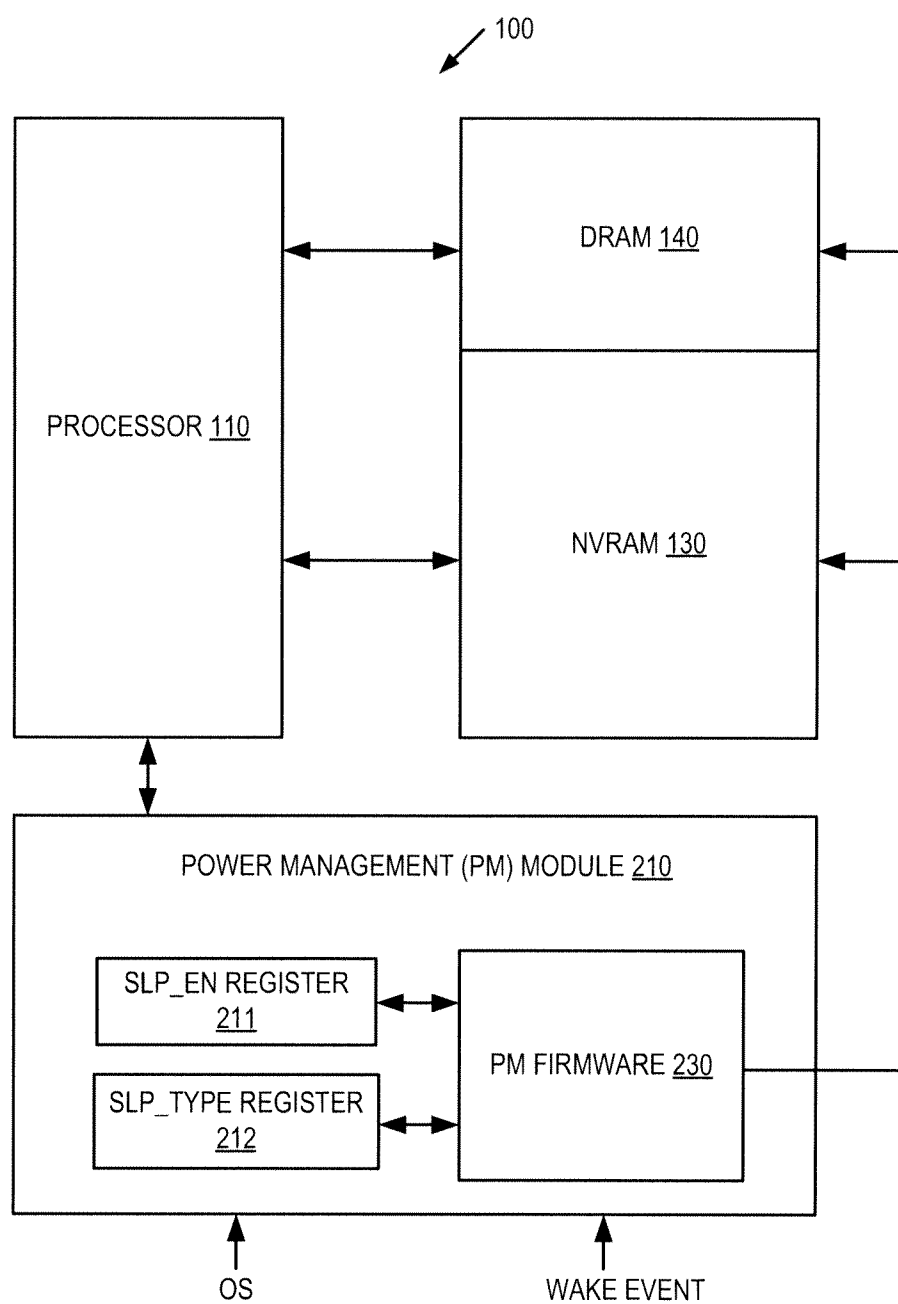 100
DRAM 140
PROCESSOR 110
NVRAM 130
POWER MANAGEMENT (PM) MODULE 210
SLP_EN REGISTER
211
PM FIRMWARE 230
SLP_TYPE REGISTER
212
OS
WAKE EVENT